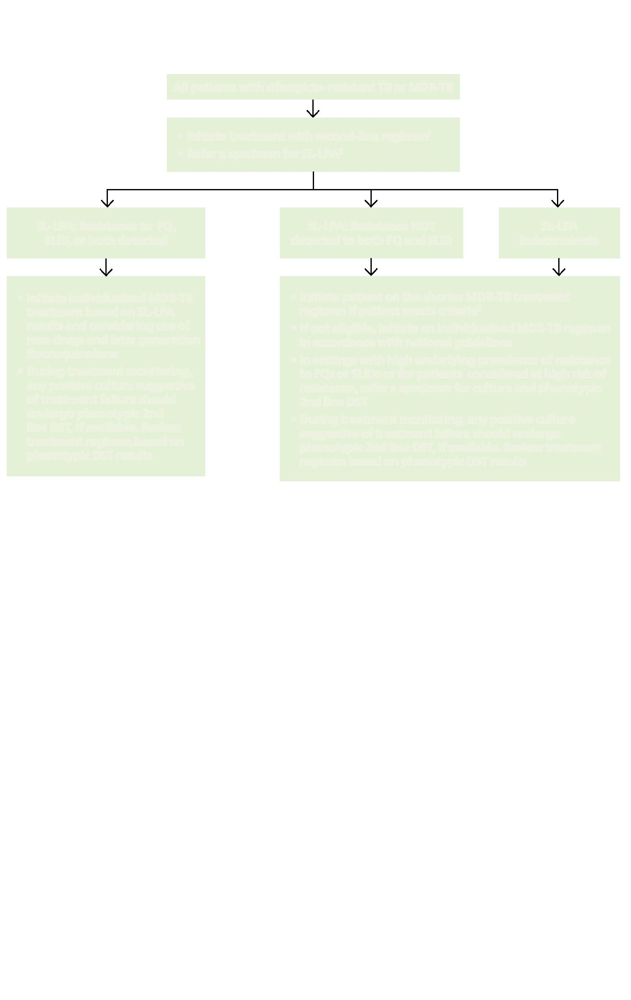 All patients with rifampicin-resistant TB or MDR-TB
• Initiate treatment with second-line regimen¹
• Refer a specimen for SL-LPA²
SL-LPA: Resistance to FQ,
SLID, or both detected
SL-LPA: Resistance NOT
detected to both FQ and SLID
SL-LPA
indeterminate
• Initiate individualised MDR-TB
treatment based on SL-LPA
results and considering use of
new drugs and later generation
fluoroquinolone
• During treatment monitoring,
any positive culture suggestive
of treatment failure should
undergo phenotypic 2nd
line DST, if available. Review
treatment regimen based on
phenotypic DST results
• Initiate patient on the shorter MDR-TB treatment
regimen if patient meets criteria³
• If not eligible, initiate an individualised MDR-TB regimen
in accordance with national guidelines
• In settings with high underlying prevalence of resistance
to FQs or SLIDs or for patients considered at high risk of
resistance, refer a specimen for culture and phenotypic
2nd line DST
• During treatment monitoring, any positive culture
suggestive of treatment failure should undergo
phenotypic 2nd line DST, if available. Review treatment
regimen based on phenotypic DST results